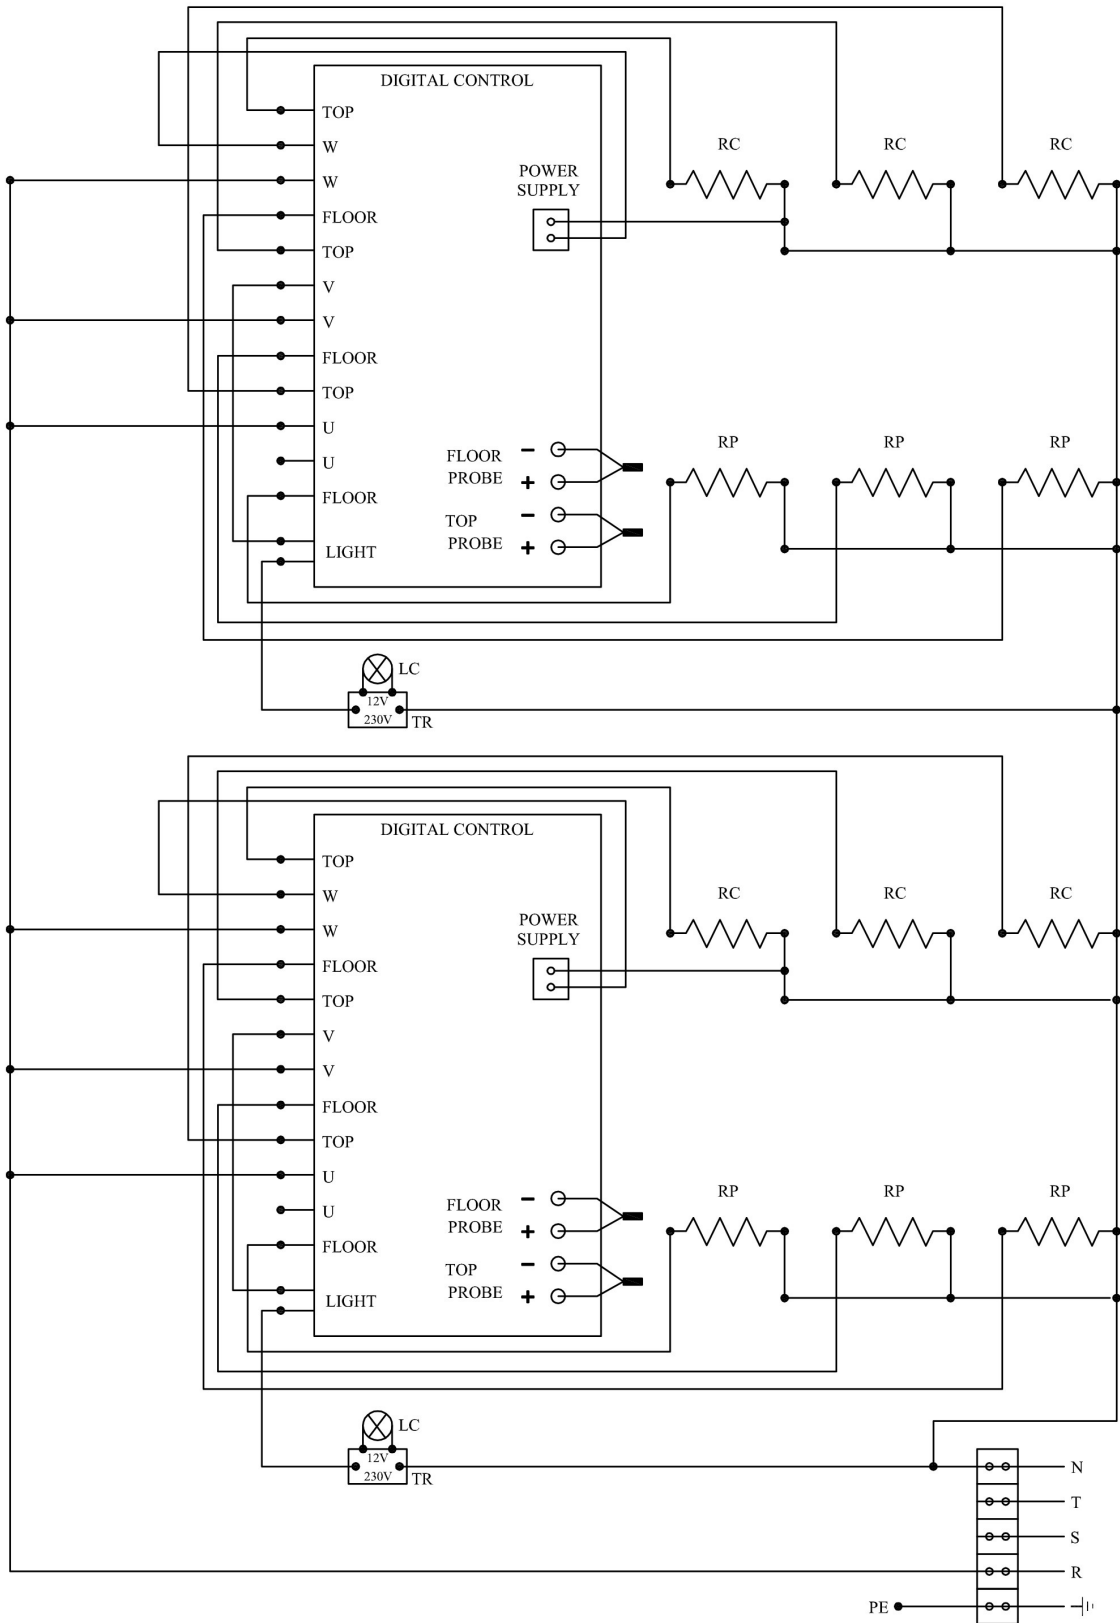 DIGITAL CONTROL
TOP
W
W
FLOOR
TOP
V
V
FLOOR
TOP
U
U
FLOOR
LIGHT
POWER
SUPPLY
FLOOR
PROBE
TOP
PROBE
−
+
−
+
RC
RC
RC
RP
RP
RP
LC
12V
230V
TR
DIGITAL CONTROL
TOP
W
W
FLOOR
TOP
V
V
FLOOR
TOP
U
U
FLOOR
LIGHT
POWER
SUPPLY
FLOOR
PROBE
TOP
PROBE
−
+
−
+
RC
RC
RC
RP
RP
RP
LC
12V
230V
TR
N
T
S
R
PE